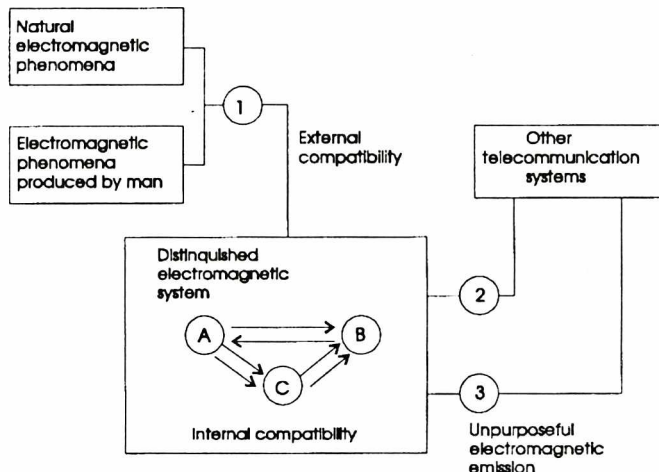 Natural
electromagnetic
phenomena
1
Electromagnetic
phenomena
produced by man
External
compatibility
Other
telecommunication
systems
Distinquished
electromagnetic
system
2
A
B
C
3
Internal compatibility
Unpurposeful
electromagnetic
emission